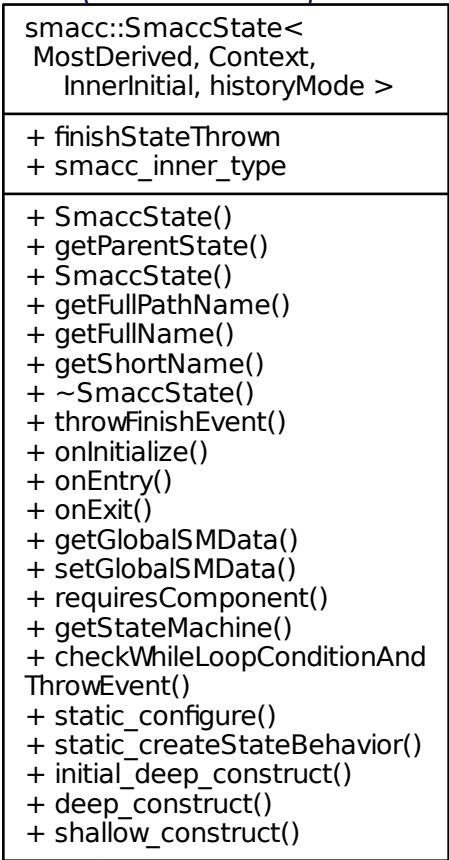 smacc::SmaccState<
MostDerived, Context,
InnerInitial, historyMode >
+ finishStateThrown
+ smacc_inner_type
+ SmaccState()
+ getParentState()
+ SmaccState()
+ getFullPathName()
+ getFullName()
+ getShortName()
+ ~SmaccState()
+ throwFinishEvent()
+ onInitialize()
+ onEntry()
+ onExit()
+ getGlobalSMData()
+ setGlobalSMData()
+ requiresComponent()
+ getStateMachine()
+ checkWhileLoopConditionAnd
ThrowEvent()
+ static_configure()
+ static_createStateBehavior()
+ initial_deep_construct()
+ deep_construct()
+ shallow_construct()